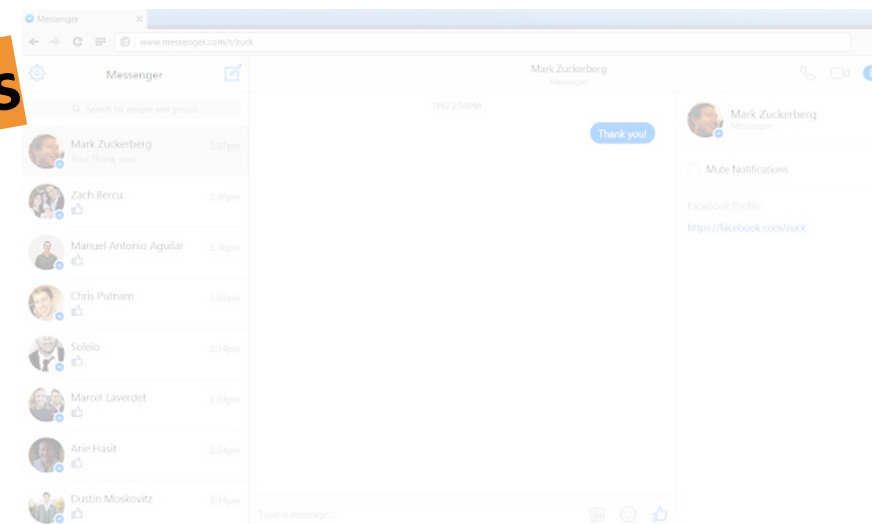 Messenger
www.messenger.com/t/zuck
s
Messenger
Search for people and groups
Mark Zuckerberg
You: Thank you!
1:37pm
Zach Bercu
1:36pm
Manuel Antonio Aguilar
1:36pm
Chris Putnam
1:35pm
Soleio
1:34pm
Marcel Laverdet
1:34pm
Arie Hasit
1:34pm
Dustin Moskovitz
1:34pm
Mark Zuckerberg
Messenger
THU 2:59PM
Thank you!
Type a message...
Mark Zuckerberg
Messenger
Mute Notifications
Facebook Profile
https://facebook.com/zuck